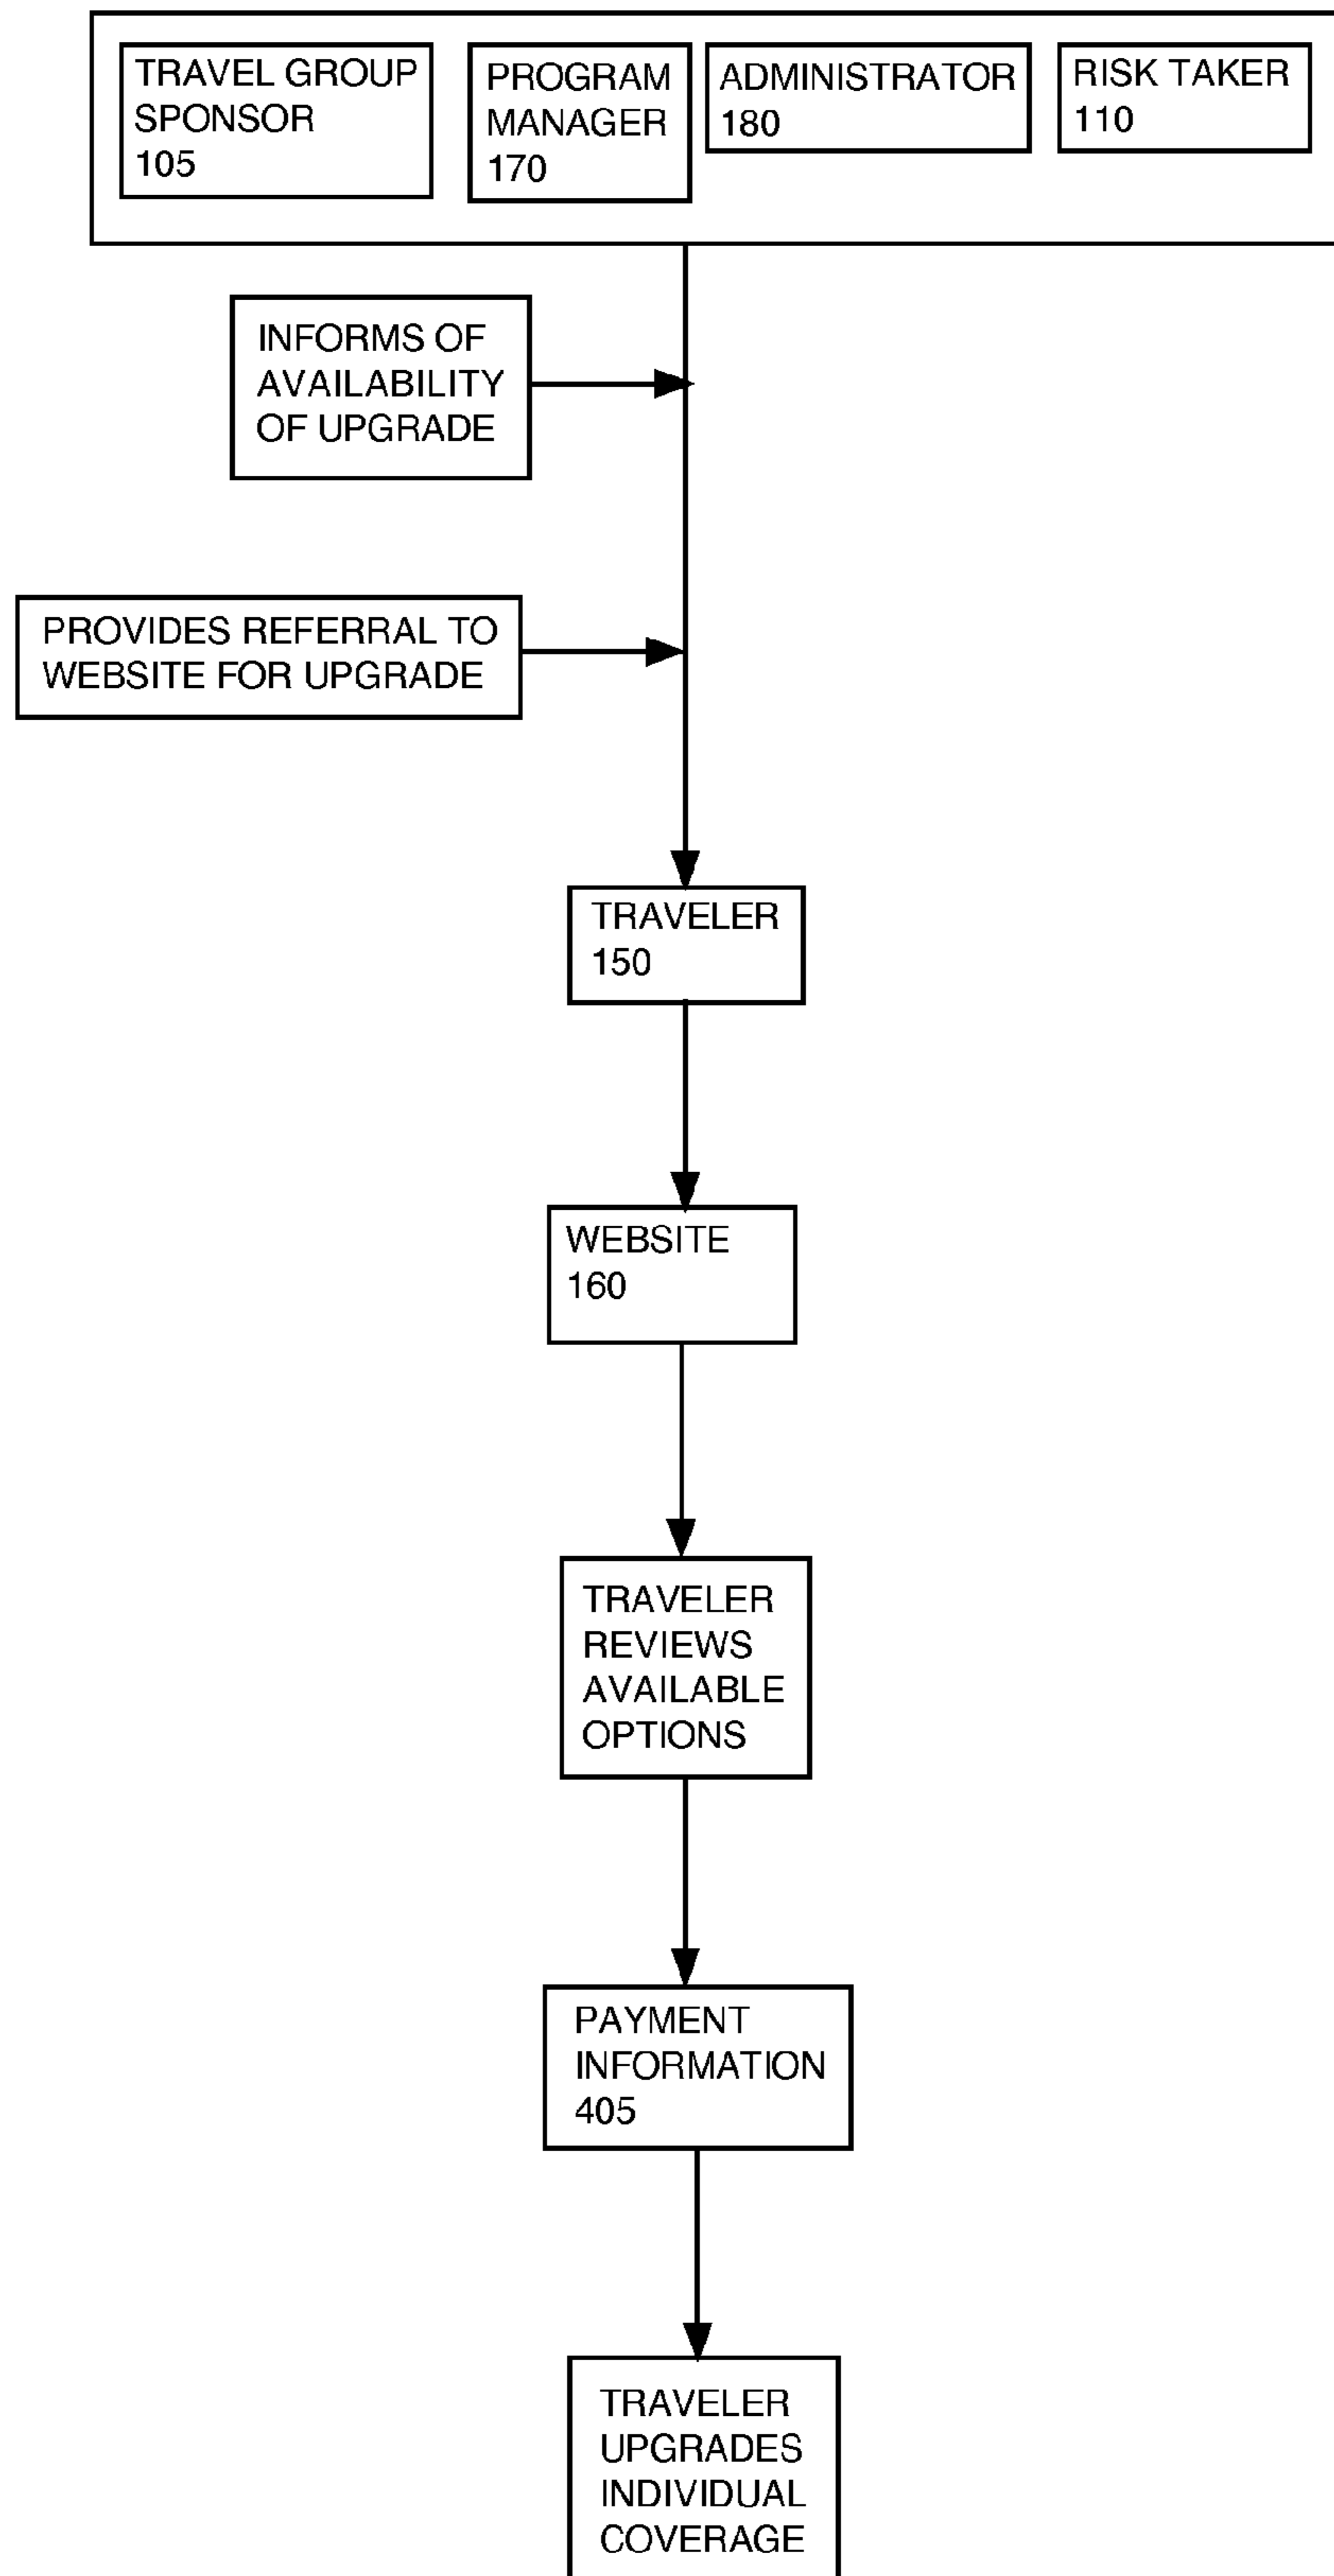 TRAVEL GROUP
SPONSOR
105
PROGRAM
MANAGER
170
ADMINISTRATOR
180
RISK TAKER
110
INFORMS OF
AVAILABILITY
OF UPGRADE
PROVIDES REFERRAL TO
WEBSITE FOR UPGRADE
TRAVELER
150
WEBSITE
160
TRAVELER
REVIEWS
AVAILABLE
OPTIONS
PAYMENT
INFORMATION
405
TRAVELER
UPGRADES
INDIVIDUAL
COVERAGE